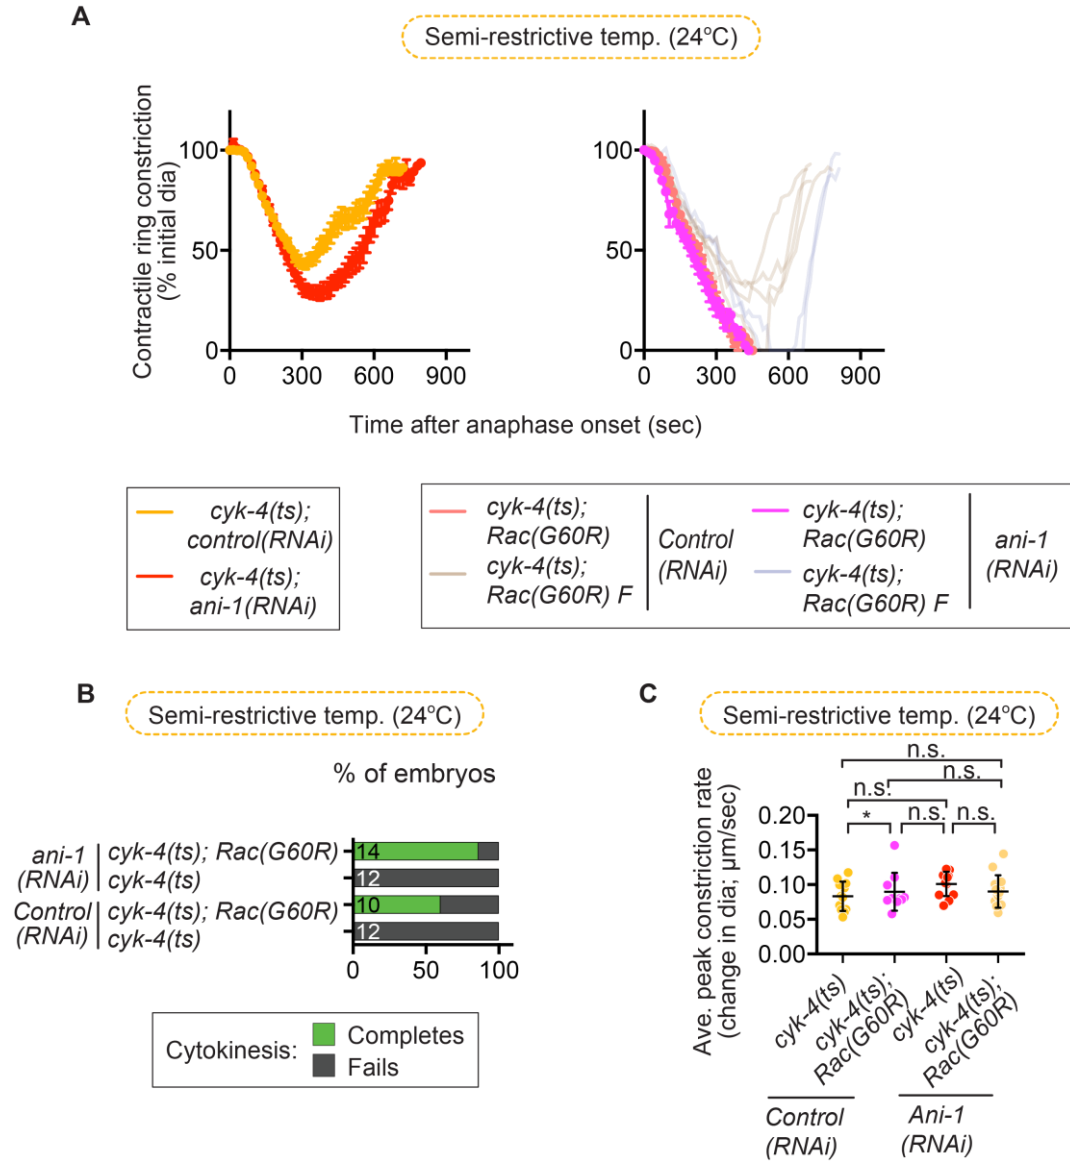 A
Semi-restrictive temp. (24°C)
Contractile ring constriction
(% initial dia)
100
50
0
0 300 600 900
100
50
0
0 300 600 900
Time after anaphase onset (sec)
cyk-4(ts);
control(RNAi)
cyk-4(ts);
ani-1(RNAi)
cyk-4(ts);
Rac(G60R)
cyk-4(ts);
Rac(G60R) F
Control
(RNAi)
cyk-4(ts);
Rac(G60R)
cyk-4(ts);
Rac(G60R) F
ani-1
(RNAi)
B
Semi-restrictive temp. (24°C)
% of embryos
ani-1
(RNAi)
cyk-4(ts); Rac(G60R)
14
cyk-4(ts)
12
Control
(RNAi)
cyk-4(ts); Rac(G60R)
10
cyk-4(ts)
12
0 50 100
Cytokinesis:
Completes
Fails
C
Semi-restrictive temp. (24°C)
n.s.
n.s.
n.s.
* n.s. n.s.
Ave. peak constriction rate
(change in dia; µm/sec)
0.20
0.15
0.10
0.05
0.00
cyk-4(ts)
cyk-4(ts);
Rac(G60R)
cyk-4(ts)
cyk-4(ts);
Rac(G60R)
Control
(RNAi)
Ani-1
(RNAi)